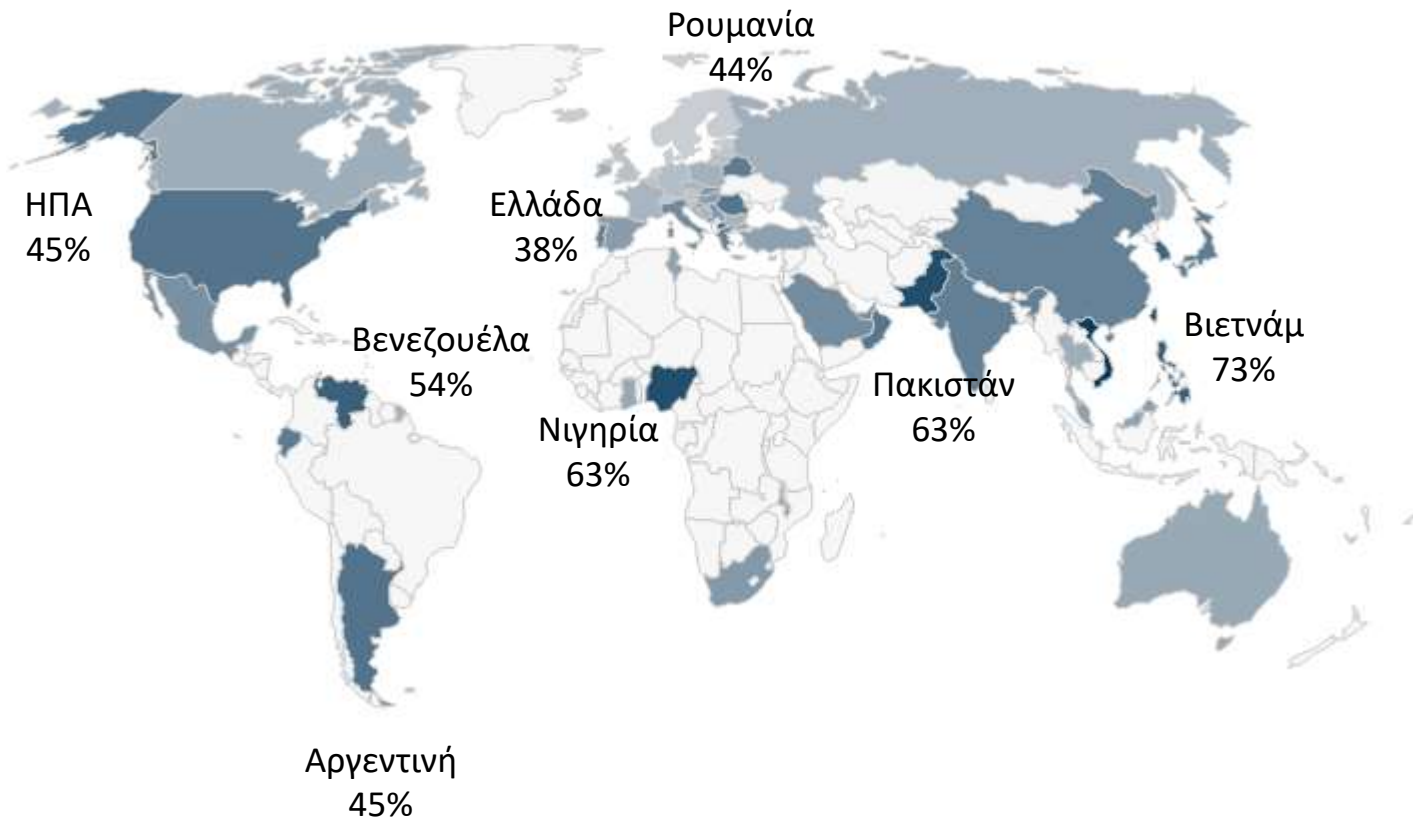 Ρουμανία
44%
ΗΠΑ
45%
Ελλάδα
38%
Βενεζουέλα
54%
Βιετνάμ
73%
Πακιστάν
63%
Νιγηρία
63%
Αργεντινή
45%